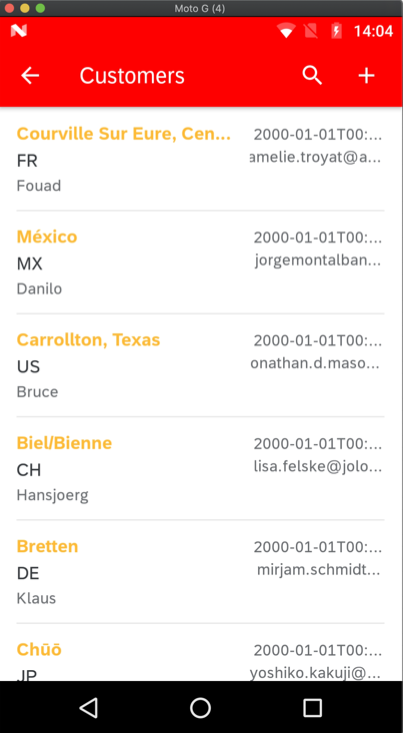 Moto G (4)
14:04
Customers
Courville Sur Eure, Cen... 2000-01-01T00:...
FR amelie.troyat@a...
Fouad
México 2000-01-01T00:...
MX jorgemontalban...
Danilo
Carrollton, Texas 2000-01-01T00:...
US onathan.d.maso...
Bruce
Biel/Bienne 2000-01-01T00:...
CH lisa.felske@jolo...
Hansjoerg
Bretten 2000-01-01T00:...
DE mirjam.schmidt...
Klaus
Chūō 2000-01-01T00:...
JP yoshiko.kakuji@...